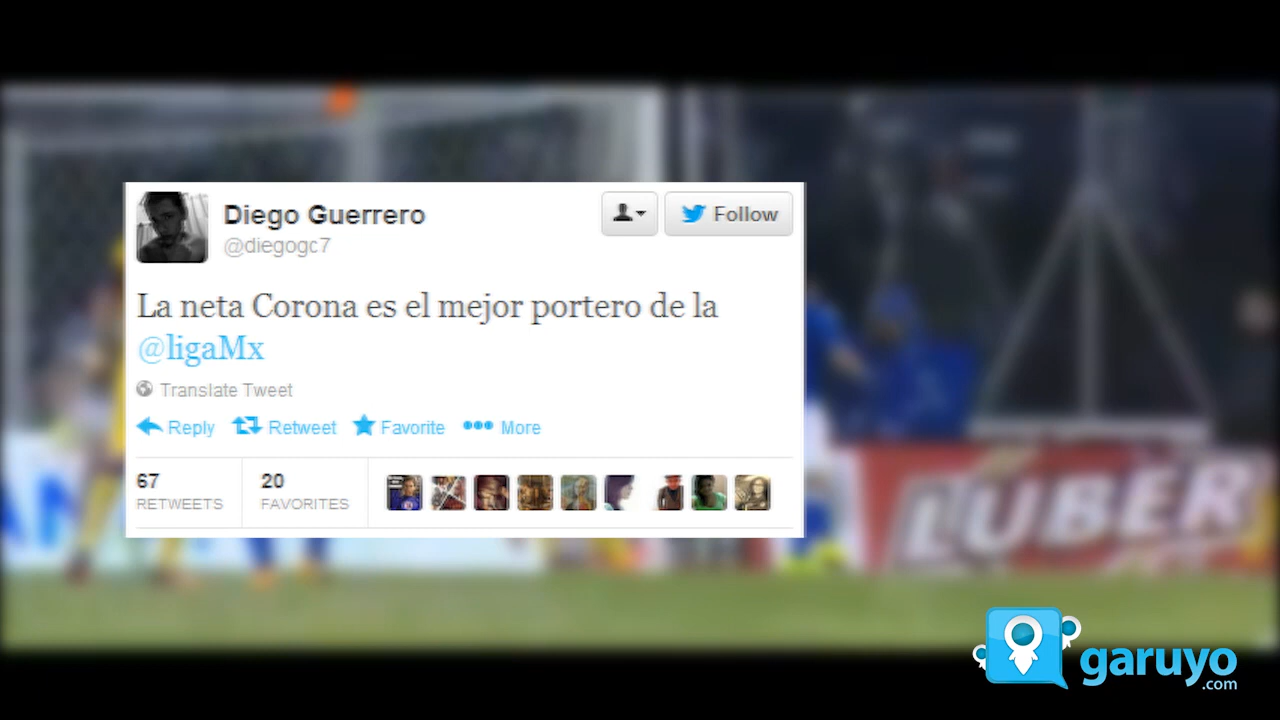 Diego Guerrero
@diegogc7
Follow
La neta Corona es el mejor portero de la
@ligaMx
Translate Tweet
Reply Retweet Favorite More
67 20
RETWEETS FAVORITES
LUBER
garuyo
.com